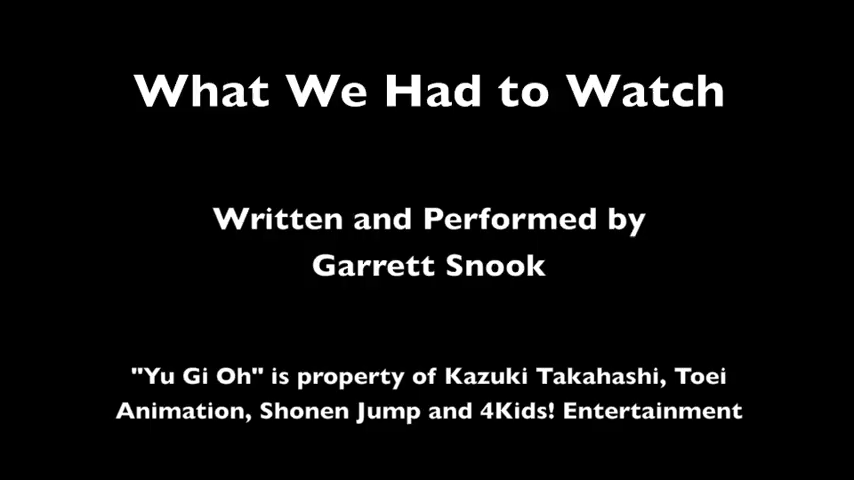 What We Had to Watch
Written and Performed by
Garrett Snook
"Yu Gi Oh" is property of Kazuki Takahashi, Toei
Animation, Shonen Jump and 4Kids! Entertainment